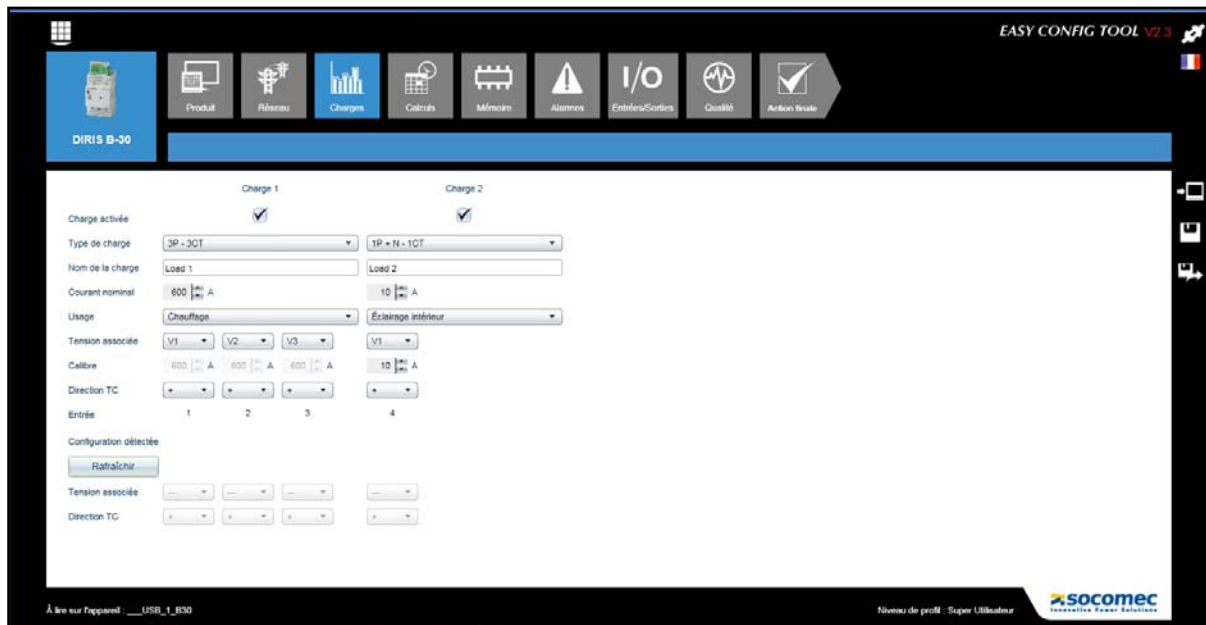 EASY CONFIG TOOL V2.3
Produit
Réseau
Charges
Calculs
Mémoire
Alarmes
I/O
Entrées/Sorties
Qualité
Action finale
DIRIS B-30
Charge 1 Charge 2
Charge activée
Type de charge 3P - 3CT 1P + N - 1CT
Nom de la charge Load 1 Load 2
Courant nominal 600 A 10 A
Usage Chauffage Éclairage intérieur
Tension associée V1 V2 V3 V1
Calibre 600 A 600 A 600 A 10 A
Direction TC + + + +
Entrée 1 2 3 4
Configuration détectée
Rafraîchir
Tension associée --- --- --- ---
Direction TC + + + +
À lire sur l'appareil : ___USB_1_B30
Niveau de profil : Super Utilisateur
socomec
Innovative Power Solutions